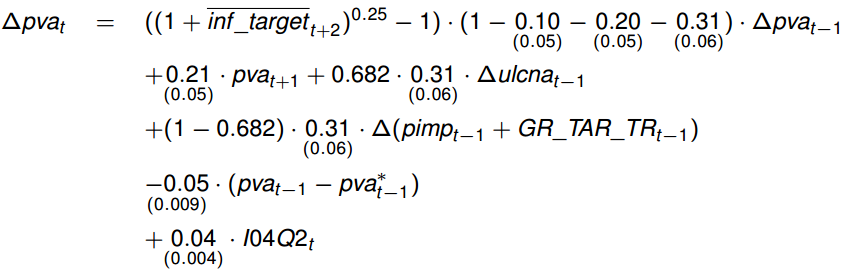 Δpva_t = ((1 + \overline{inf_target}_{t+2})^{0.25} − 1) · (1 − 0.10 − 0.20 − 0.31) · Δpva_{t−1}
(0.05) (0.05) (0.06)
+0.21 · pva_{t+1} + 0.682 · 0.31 · Δulcna_{t−1}
(0.05) (0.06)
+(1 − 0.682) · 0.31 · Δ(pimp_{t−1} + GR_TAR_TR_{t−1})
(0.06)
−0.05 · (pva_{t−1} − pva^*_{t−1})
(0.009)
+ 0.04 · I04Q2_t
(0.004)